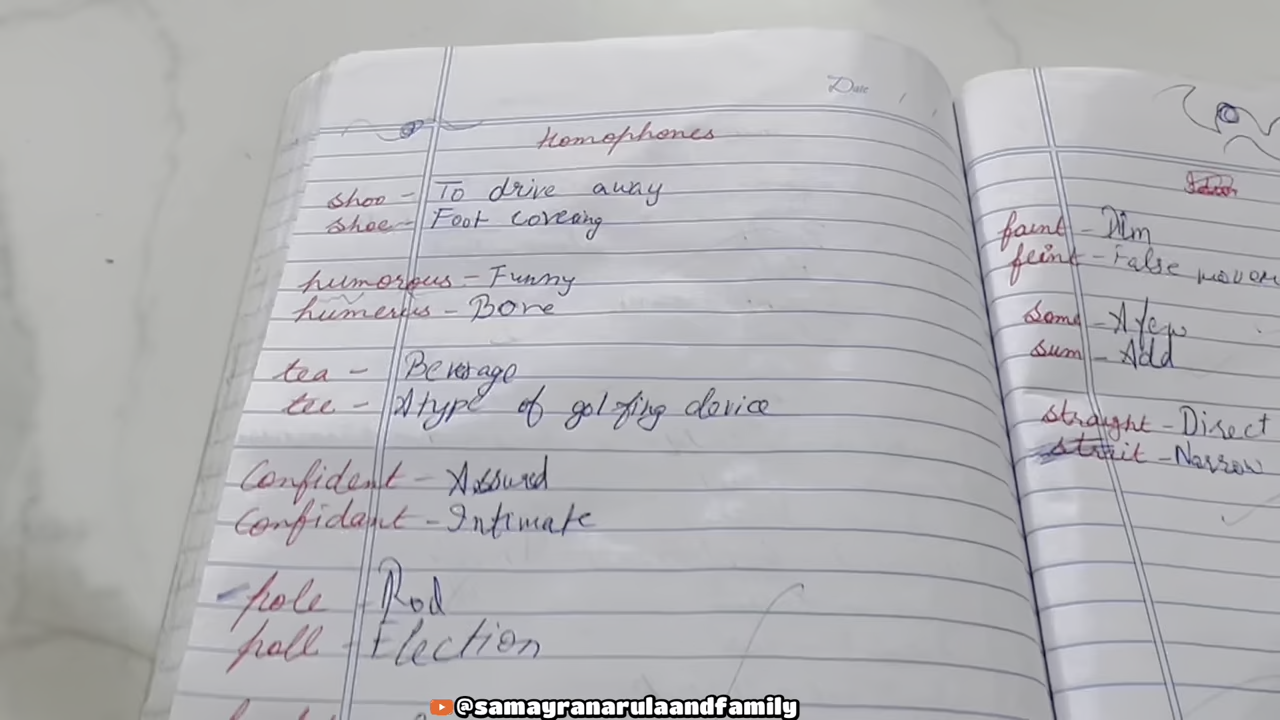 Date / /
Homophones
shoo - To drive away
shoe - Foot covering
humorous - Funny
humerus - Bone
tea - Beverage
tee - A type of golfing device
Confident - Assured
Confidant - Intimate
pole - Rod
poll - Election
faint - Dim
feint - False
some - A few
sum - Add
straight - Direct
strait - Narrow
@samayranarulaandfamily